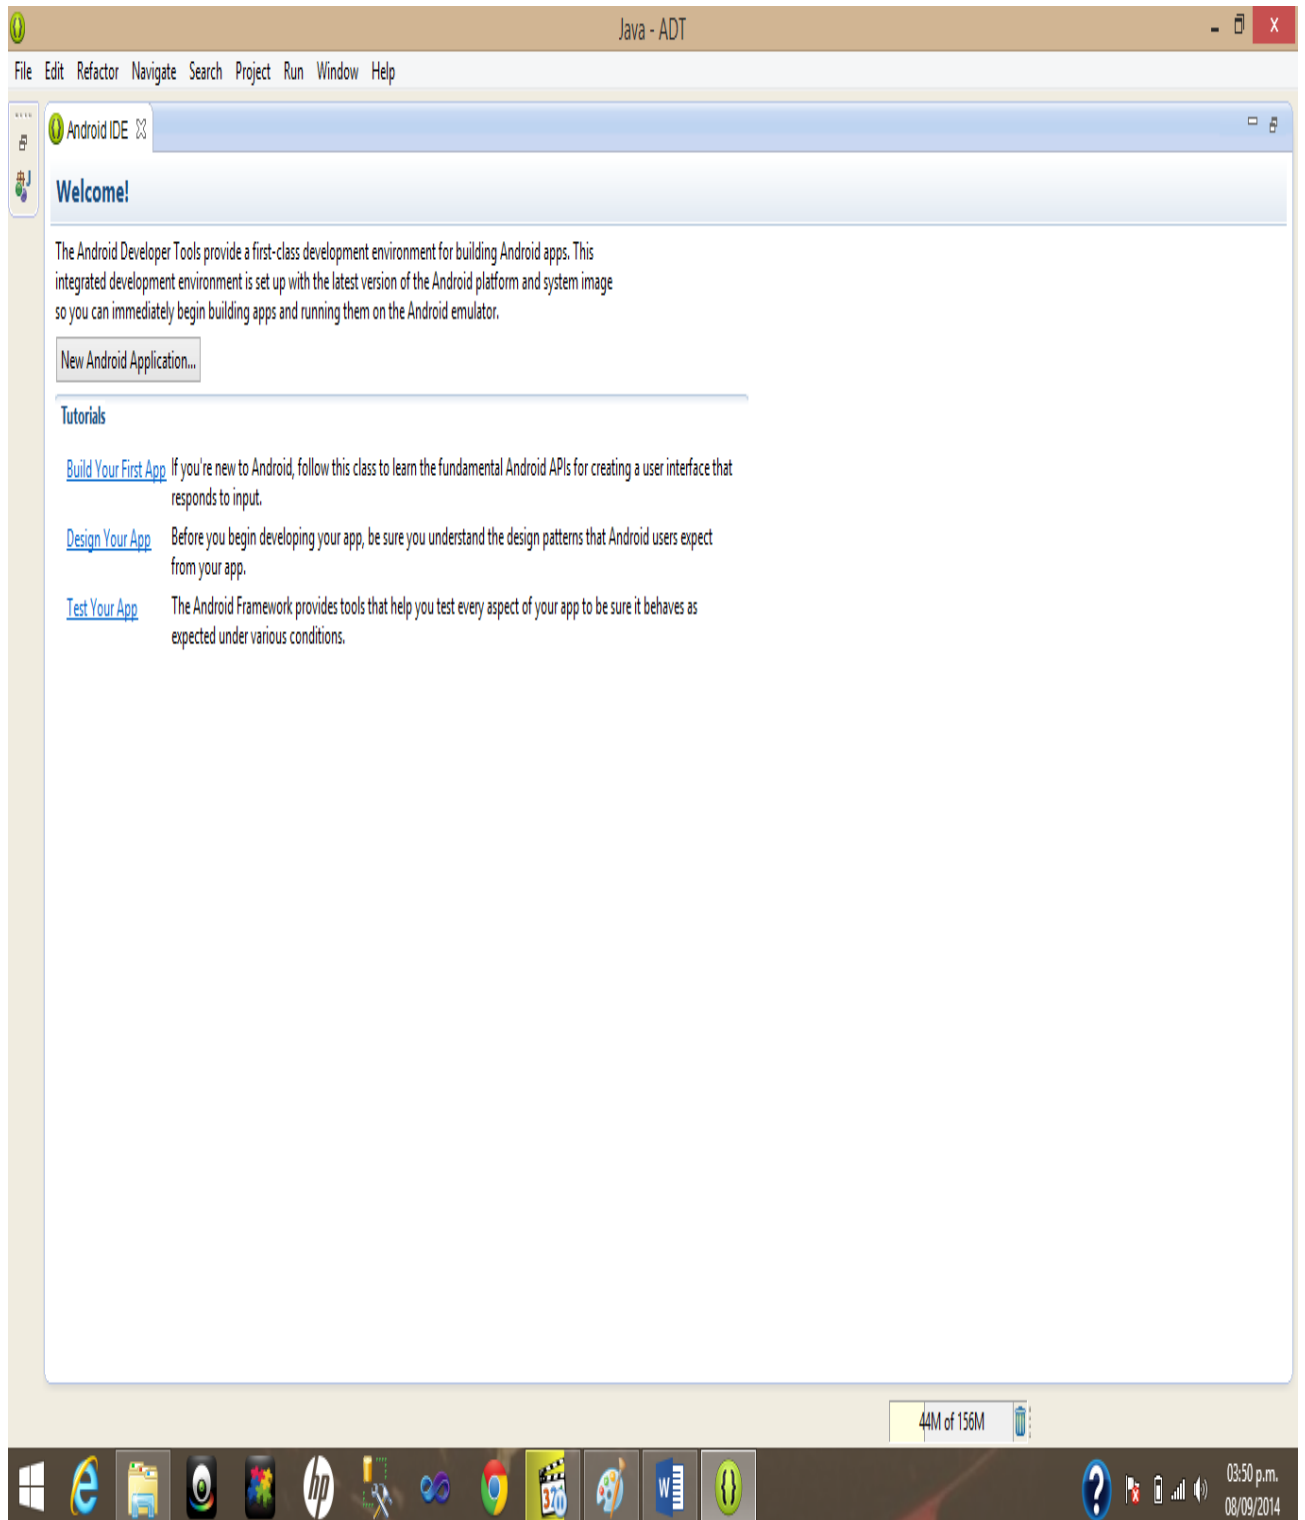 Java - ADT
File Edit Refactor Navigate Search Project Run Window Help
Android IDE
J
Welcome!
The Android Developer Tools provide a first-class development environment for building Android apps. This
integrated development environment is set up with the latest version of the Android platform and system image
so you can immediately begin building apps and running them on the Android emulator.
New Android Application...
Tutorials
Build Your First App If you're new to Android, follow this class to learn the fundamental Android APIs for creating a user interface that
responds to input.
Design Your App Before you begin developing your app, be sure you understand the design patterns that Android users expect
from your app.
Test Your App The Android Framework provides tools that help you test every aspect of your app to be sure it behaves as
expected under various conditions.
44M of 156M
hp
321
W
03:50 p.m.
08/09/2014